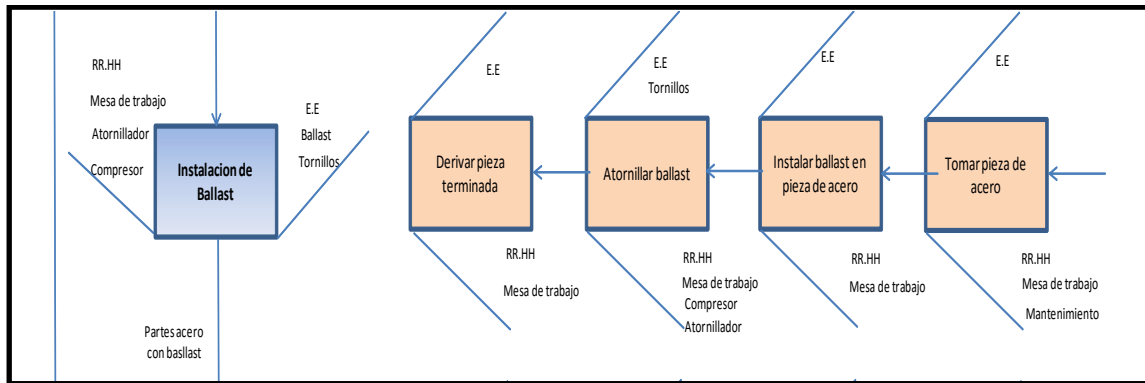 RR.HH
Mesa de trabajo
Atornillador
Compresor
Instalacion de
Ballast
E.E
Ballast
Tornillos
Partes acero
con basllast
E.E
Derivar pieza
terminada
RR.HH
Mesa de trabajo
E.E
Tornillos
Atornillar ballast
RR.HH
Mesa de trabajo
Compresor
Atornillador
E.E
Instalar ballast en
pieza de acero
RR.HH
Mesa de trabajo
E.E
Tomar pieza de
acero
RR.HH
Mesa de trabajo
Mantenimiento